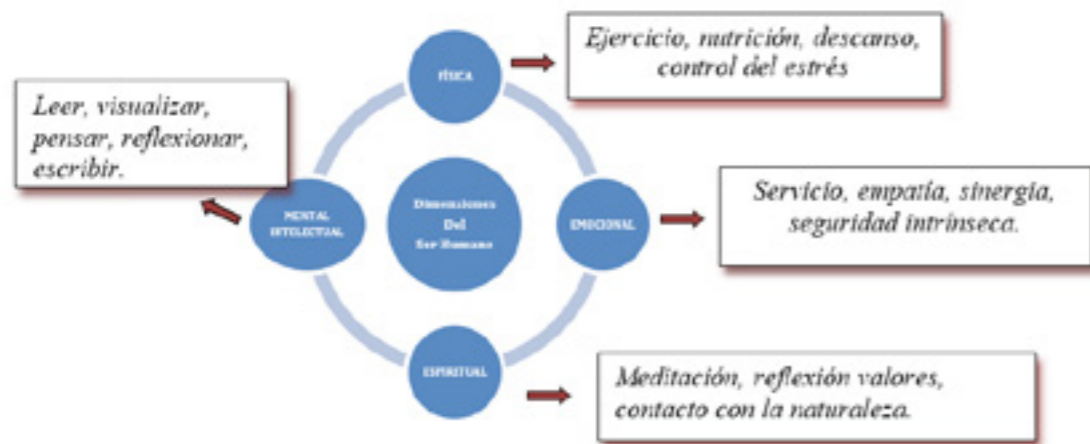 FÍSICA
Ejercicio, nutrición, descanso,
control del estrés
Leer, visualizar,
pensar, reflexionar,
escribir.
MENTAL
INTELECTUAL
Dimensiones
Del
Ser Humano
EMOCIONAL
Servicio, empatía, sinergia,
seguridad intrínseca.
ESPIRITUAL
Meditación, reflexión valores,
contacto con la naturaleza.